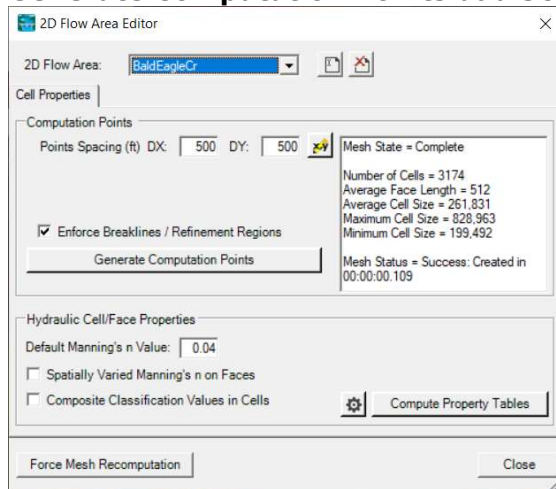 2D Flow Area Editor
2D Flow Area: BaldEagleCr
Cell Properties
Computation Points
Points Spacing (ft) DX: 500 DY: 500
Mesh State = Complete
Number of Cells = 3174
Average Face Length = 512
Average Cell Size = 261,831
Maximum Cell Size = 828,963
Minimum Cell Size = 199,492
Mesh Status = Success: Created in
00:00:00.109
Enforce Breaklines / Refinement Regions
Generate Computation Points
Hydraulic Cell/Face Properties
Default Manning's n Value: 0.04
Spatially Varied Manning's n on Faces
Composite Classification Values in Cells
Compute Property Tables
Force Mesh Recomputation
Close